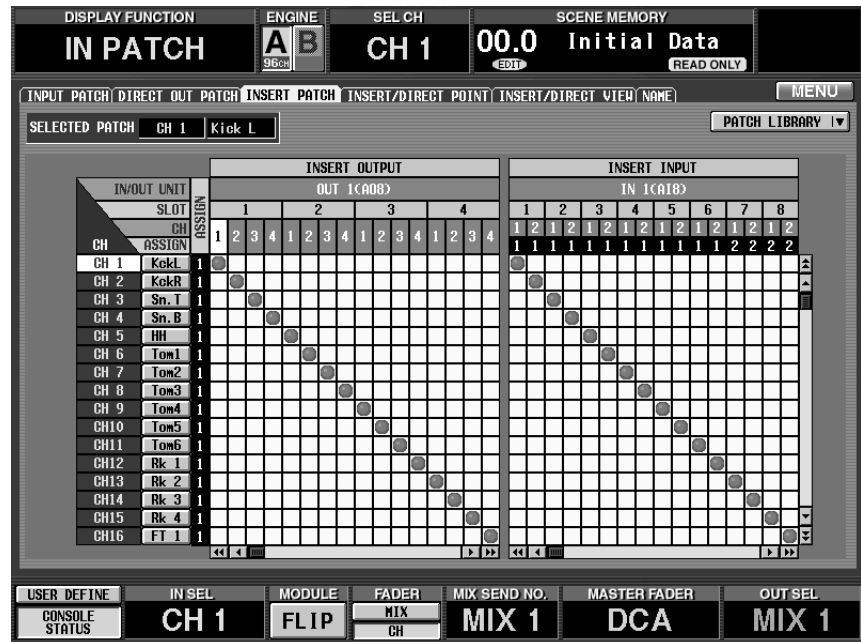 DISPLAY FUNCTION ENGINE SEL CH SCENE MEMORY
IN PATCH A B CH 1 00.0 Initial Data
96CH EDIT READ ONLY
INPUT PATCH DIRECT OUT PATCH INSERT PATCH INSERT/DIRECT POINT INSERT/DIRECT VIEW NAME MENU
SELECTED PATCH CH 1 Kick L PATCH LIBRARY
INSERT OUTPUT INSERT INPUT
IN/OUT UNIT ASSIGN OUT 1(AO8) IN 1(AI8)
SLOT 1 2 3 4 1 2 3 4 5 6 7 8
CH 1 2 3 4 1 2 3 4 1 2 3 4 1 2 3 4 1 2 1 2 1 2 1 2 1 2 1 2 1 2 1 2
CH ASSIGN 1 1 1 1 1 1 1 1 1 1 1 1 2 2 2 2
CH 1 KckL 1
CH 2 KckR 1
CH 3 Sn.T 1
CH 4 Sn.B 1
CH 5 HH 1
CH 6 Tom1 1
CH 7 Tom2 1
CH 8 Tom3 1
CH 9 Tom4 1
CH10 Tom5 1
CH11 Tom6 1
CH12 Rk 1 1
CH13 Rk 2 1
CH14 Rk 3 1
CH15 Rk 4 1
CH16 FT 1 1
USER DEFINE IN SEL MODULE FADER MIX SEND NO. MASTER FADER OUT SEL
CONSOLE STATUS CH 1 FLIP MIX CH MIX 1 DCA MIX 1